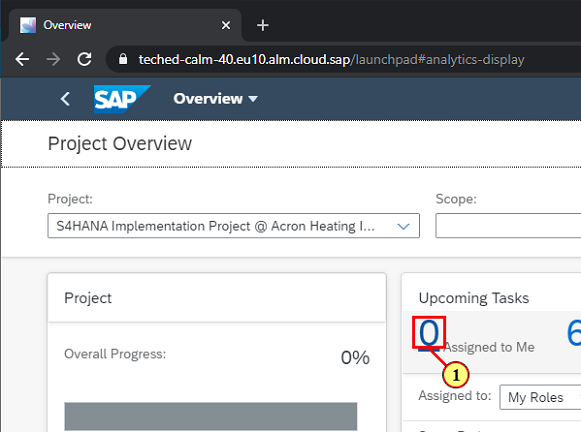 Overview
teched-calm-40.eu10.alm.cloud.sap/launchpad#analytics-display
SAP Overview
Project Overview
Project: Scope:
S4HANA Implementation Project @ Acron Heating I...
Project
Upcoming Tasks
0 Assigned to Me 6
1
Overall Progress: 0%
Assigned to: My Roles